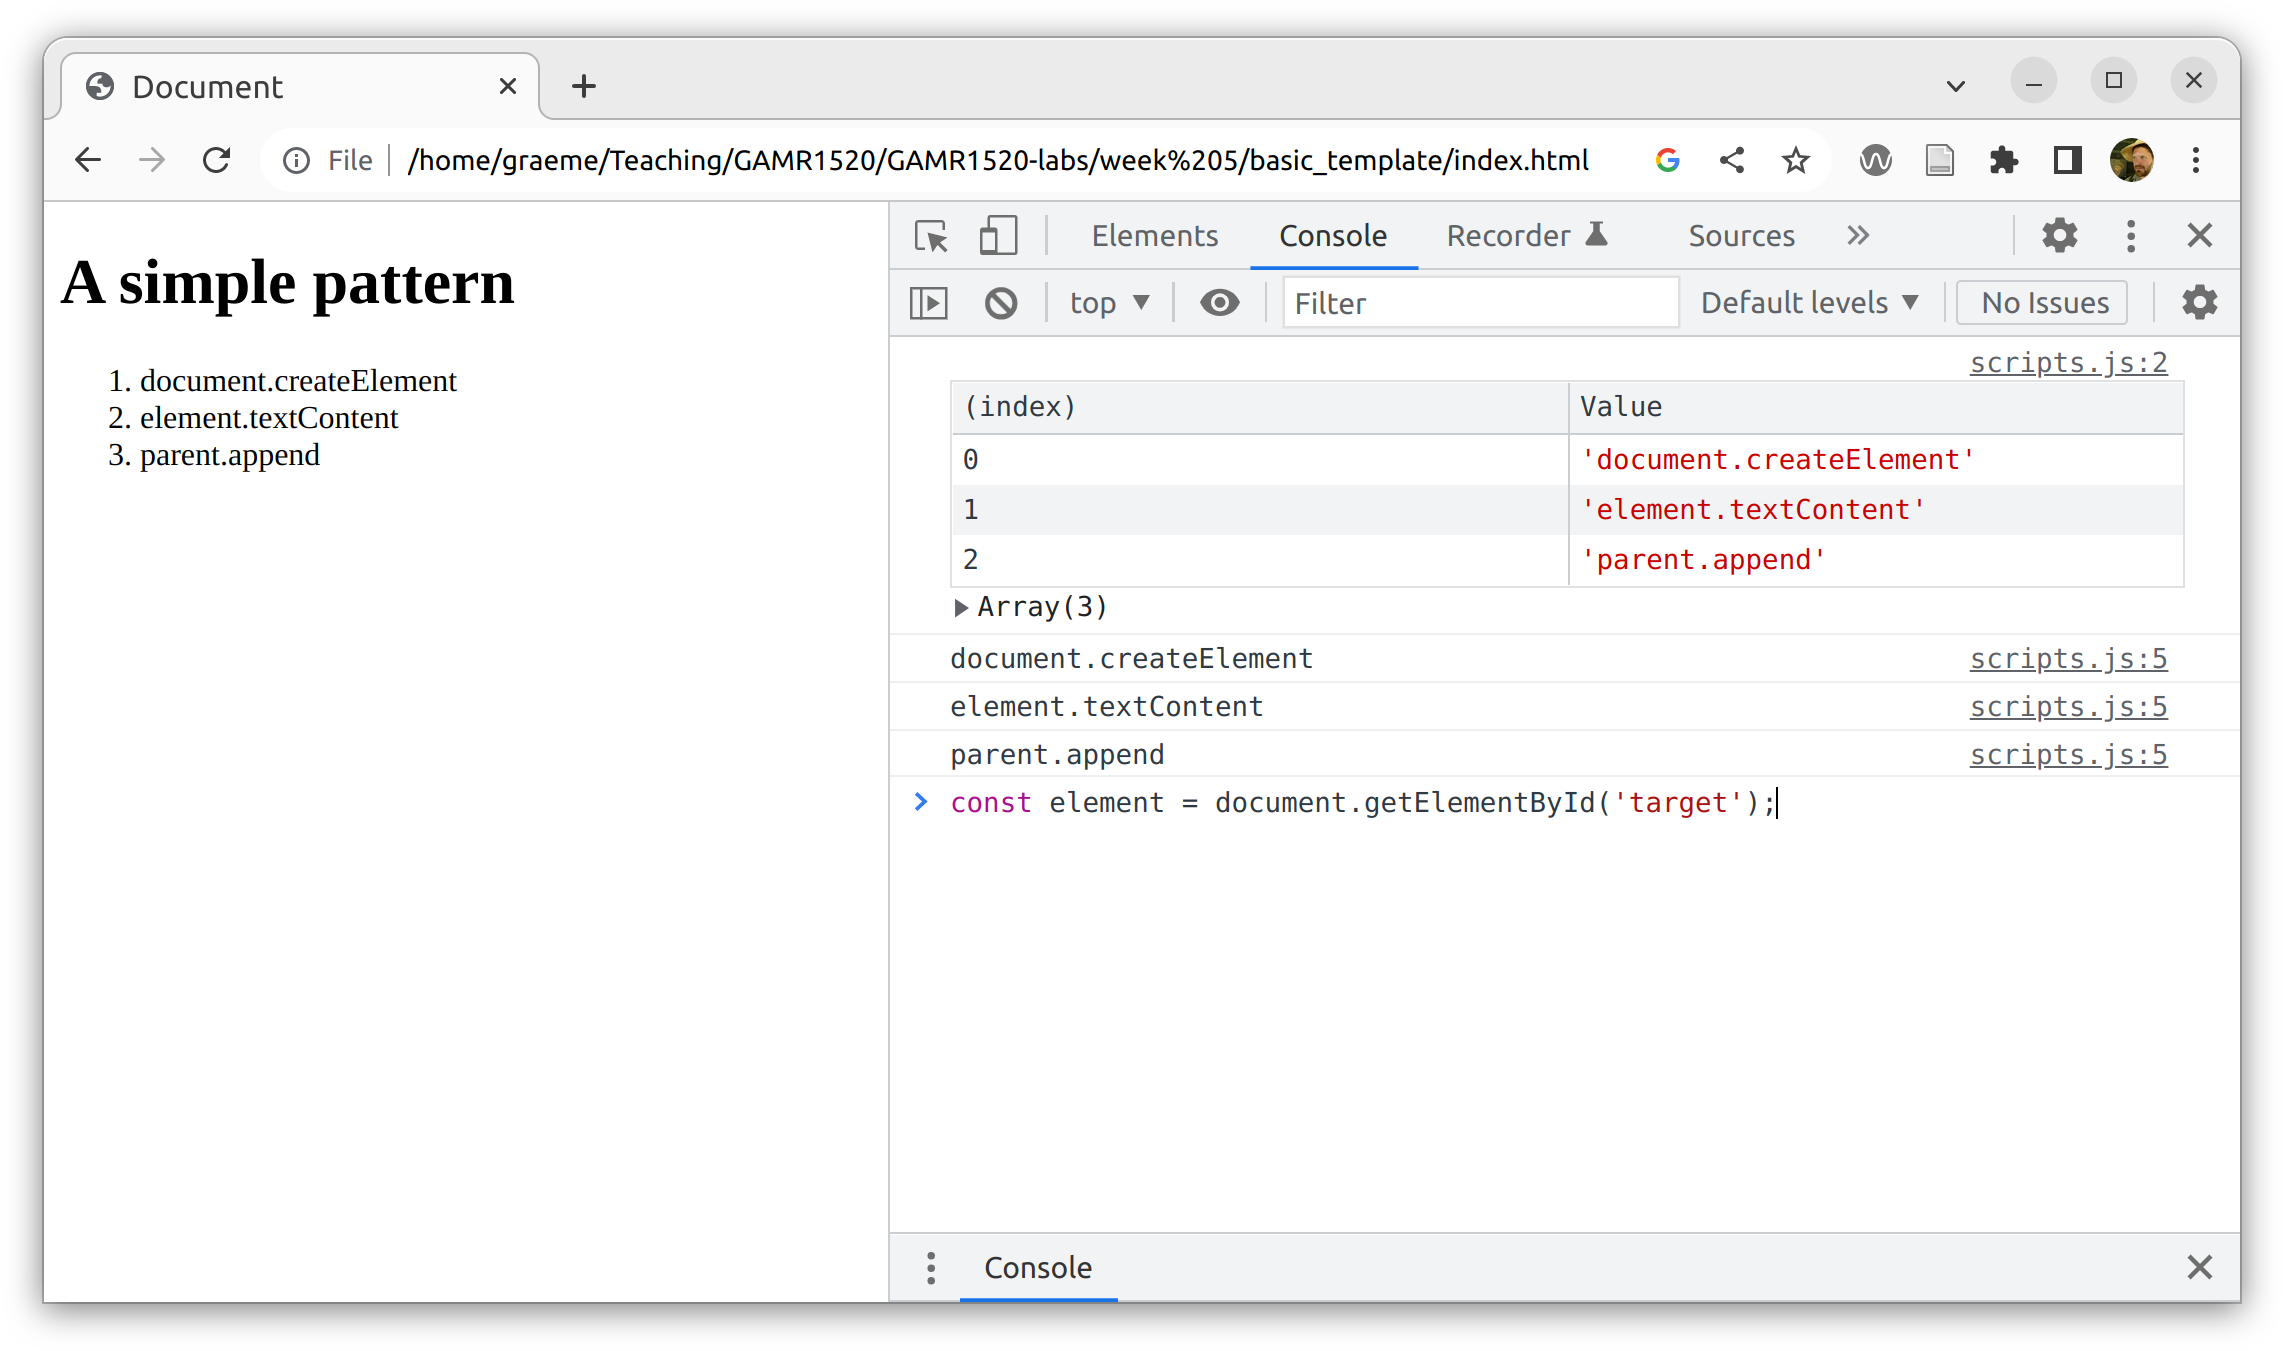 Document
File /home/graeme/Teaching/GAMR1520/GAMR1520-labs/week%205/basic_template/index.html
A simple pattern
1. document.createElement
2. element.textContent
3. parent.append
Elements Console Recorder Sources
top Filter Default levels No Issues
scripts.js:2
(index) Value
0 'document.createElement'
1 'element.textContent'
2 'parent.append'
Array(3)
document.createElement scripts.js:5
element.textContent scripts.js:5
parent.append scripts.js:5
> const element = document.getElementById('target');
Console